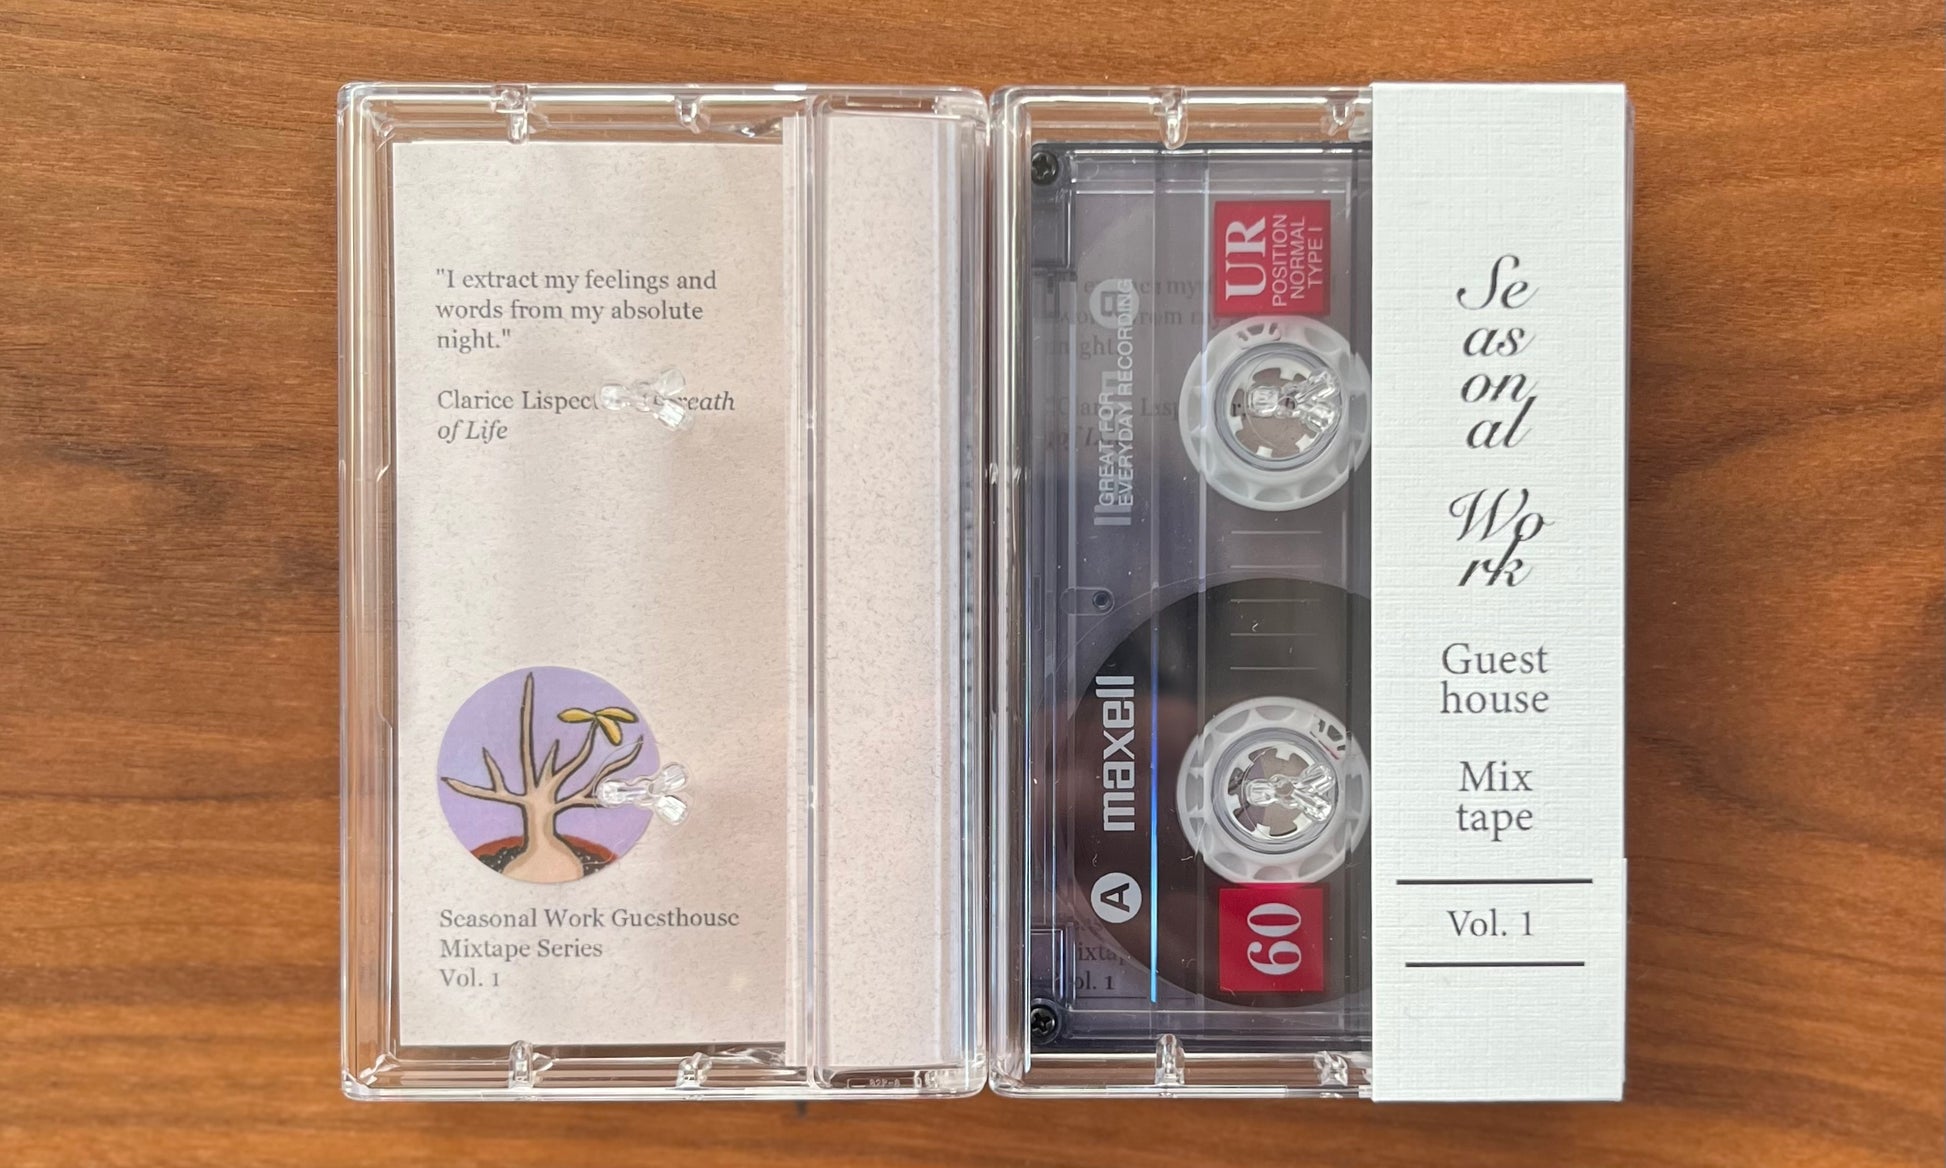 "I extract my feelings and
words from my absolute
night."
Clarice
of Life
Seasonal Work Guesthouse
Mixtape Series
Vol. 1
UR
POSITION
NORMAL
TYPE I
GREAT FOR
EVERYDAY RECORDING
maxell
A
60
Se
as
on
al
Wo
rk
Guest
house
Mix
tape
Vol. 1